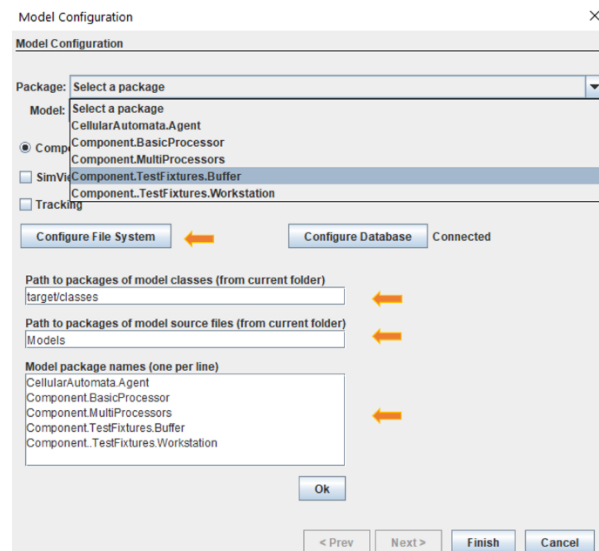 Model Configuration
Model Configuration
Package: Select a package
Model: Select a package
CellularAutomata.Agent
Component.BasicProcessor
Component.MultiProcessors
Component.TestFixtures.Buffer
Component..TestFixtures.Workstation
Compo
SimVie
Tracking
Configure File System Configure Database Connected
Path to packages of model classes (from current folder)
target/classes
Path to packages of model source files (from current folder)
Models
Model package names (one per line)
CellularAutomata.Agent
Component.BasicProcessor
Component.MultiProcessors
Component.TestFixtures.Buffer
Component..TestFixtures.Workstation
Ok
< Prev Next > Finish Cancel